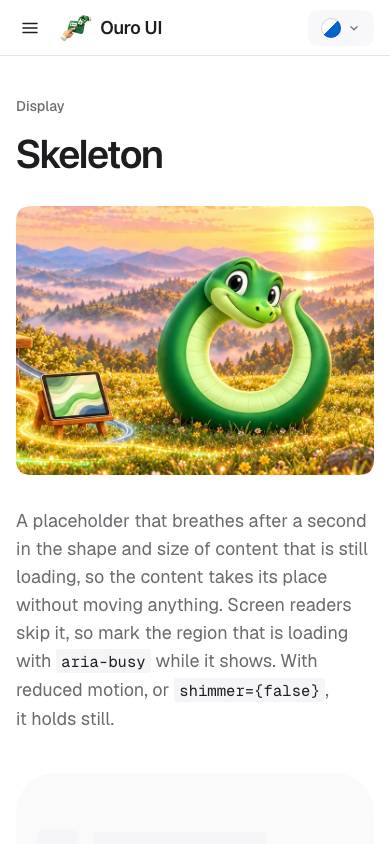 Ouro UI
Display
Skeleton
A placeholder that breathes after a second
in the shape and size of content that is still
loading, so the content takes its place
without moving anything. Screen readers
skip it, so mark the region that is loading
with aria-busy while it shows. With
reduced motion, or shimmer={false},
it holds still.